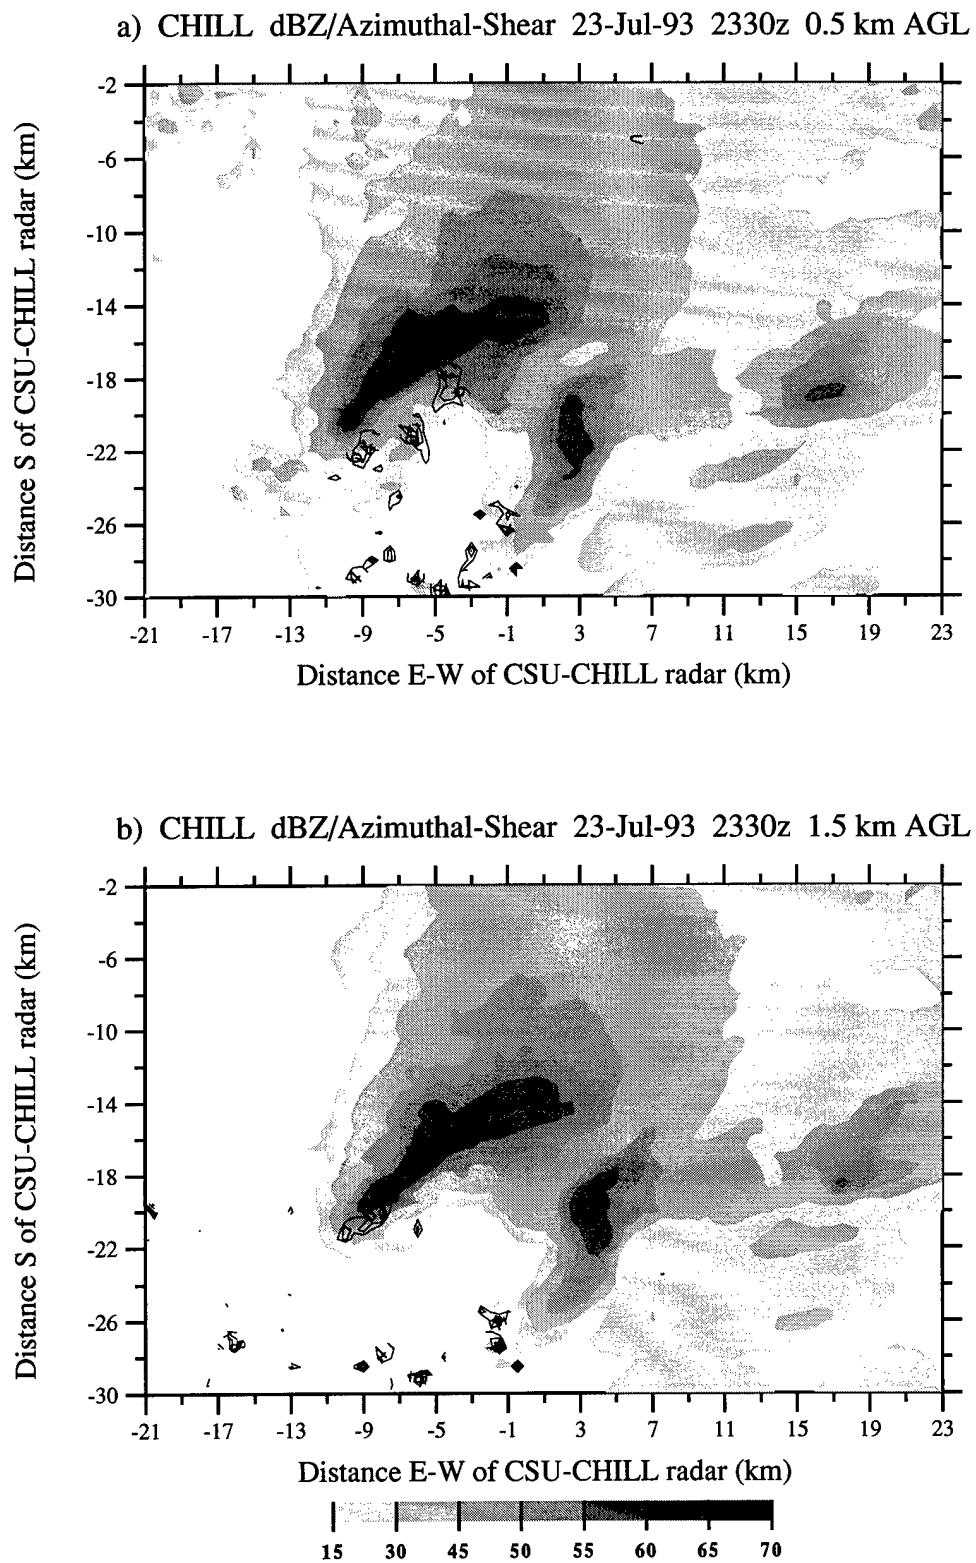 a) CHILL dBZ/Azimuthal-Shear 23-Jul-93 2330z 0.5 km AGL
Distance S of CSU-CHILL radar (km)
-2
-6
-10
-14
-18
-22
-26
-30
-21 -17 -13 -9 -5 -1 3 7 11 15 19 23
Distance E-W of CSU-CHILL radar (km)
b) CHILL dBZ/Azimuthal-Shear 23-Jul-93 2330z 1.5 km AGL
Distance S of CSU-CHILL radar (km)
-2
-6
-10
-14
-18
-22
-26
-30
-21 -17 -13 -9 -5 -1 3 7 11 15 19 23
Distance E-W of CSU-CHILL radar (km)
15 30 45 50 55 60 65 70